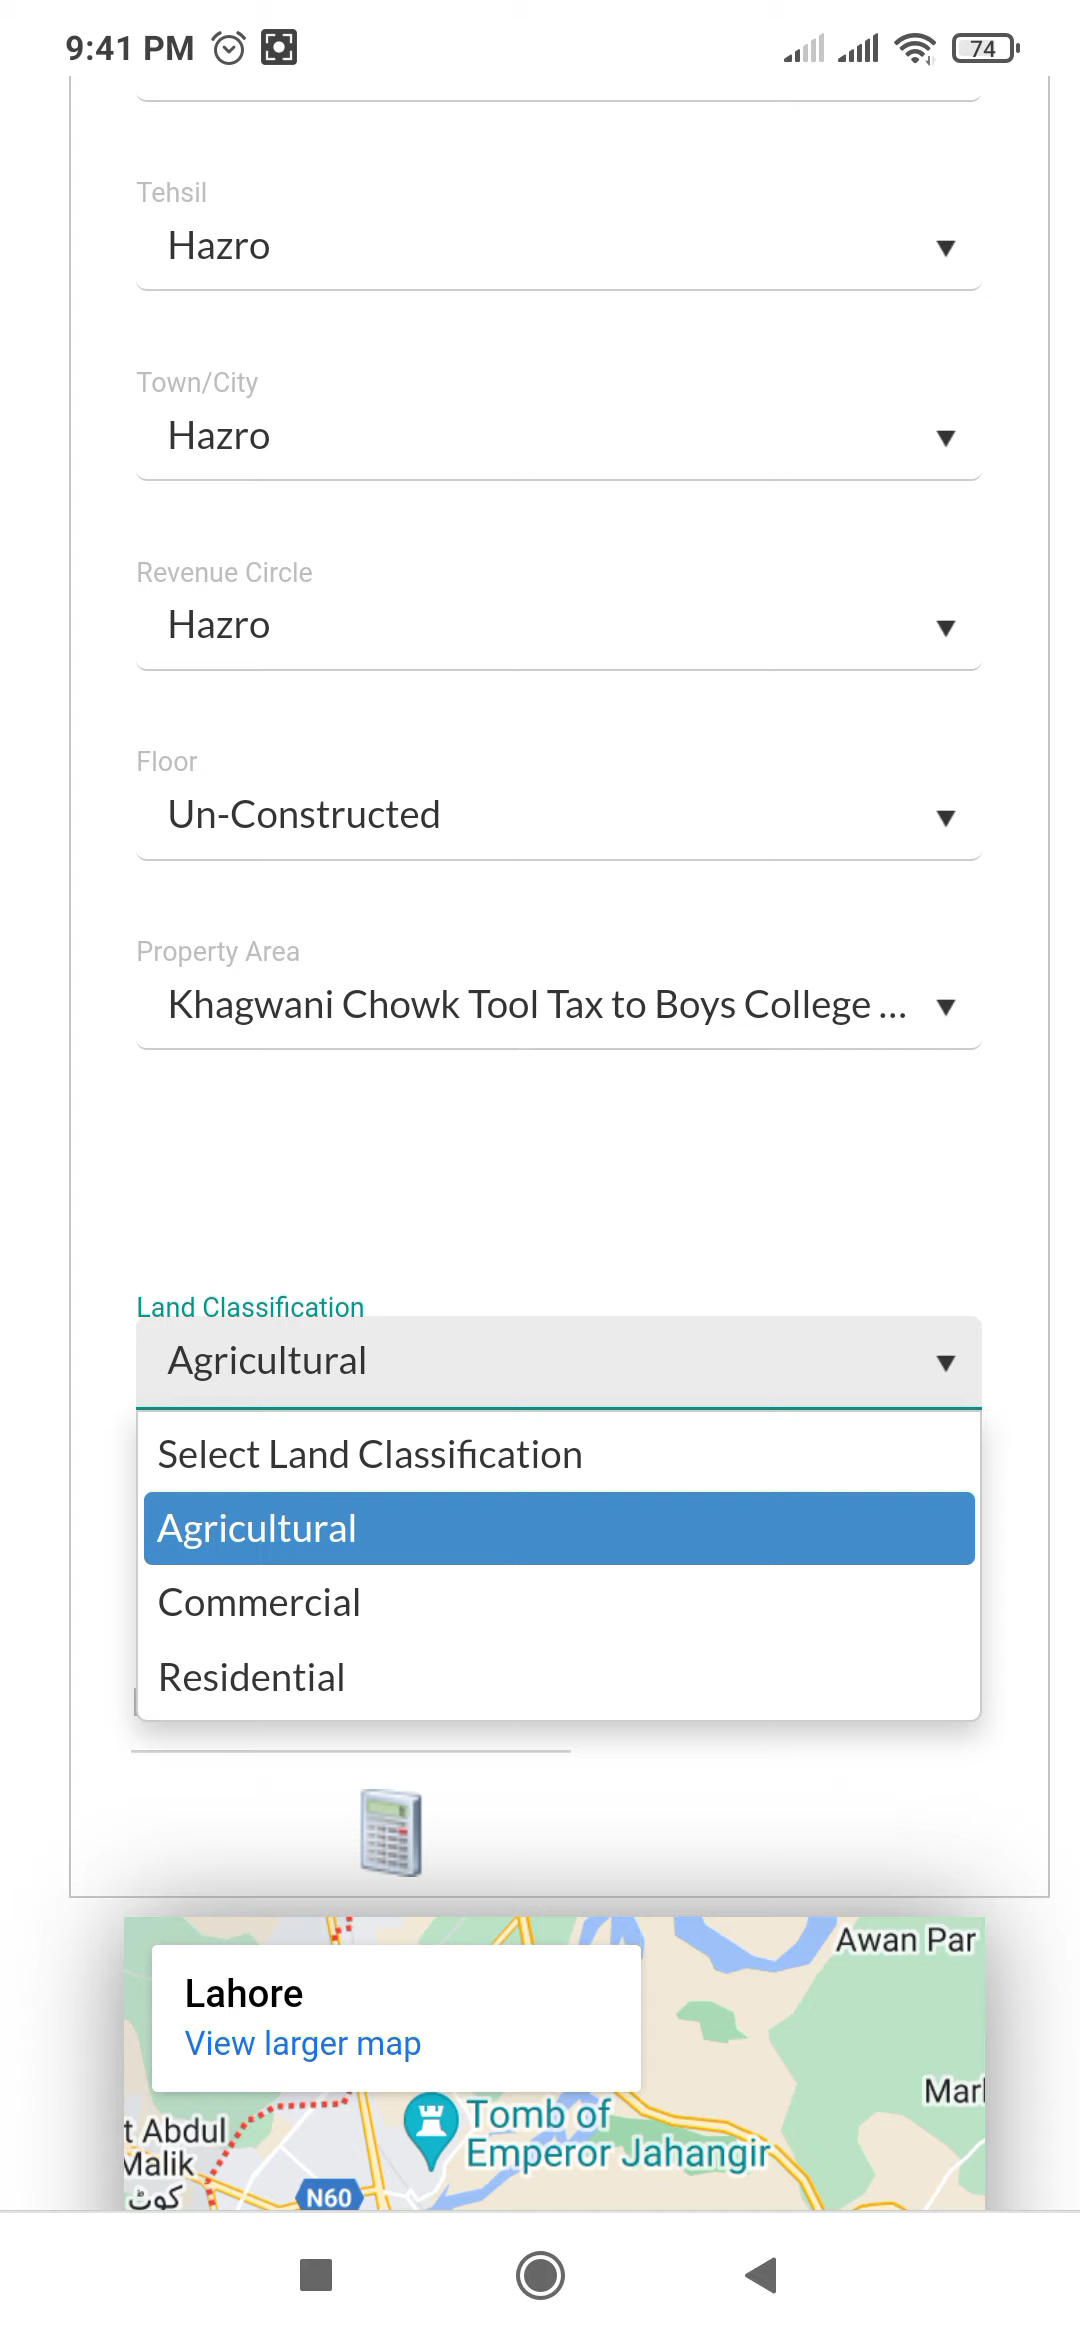 9:41 PM
74
Tehsil
Hazro
Town/City
Hazro
Revenue Circle
Hazro
Floor
Un-Constructed
Property Area
Khagwani Chowk Tool Tax to Boys College ...
Land Classification
Agricultural
Select Land Classification
Agricultural
Commercial
Residential
Awan Par
Lahore
View larger map
Marl
Tomb of
Emperor Jahangir
t Abdul
Malik
کوٹ
N60